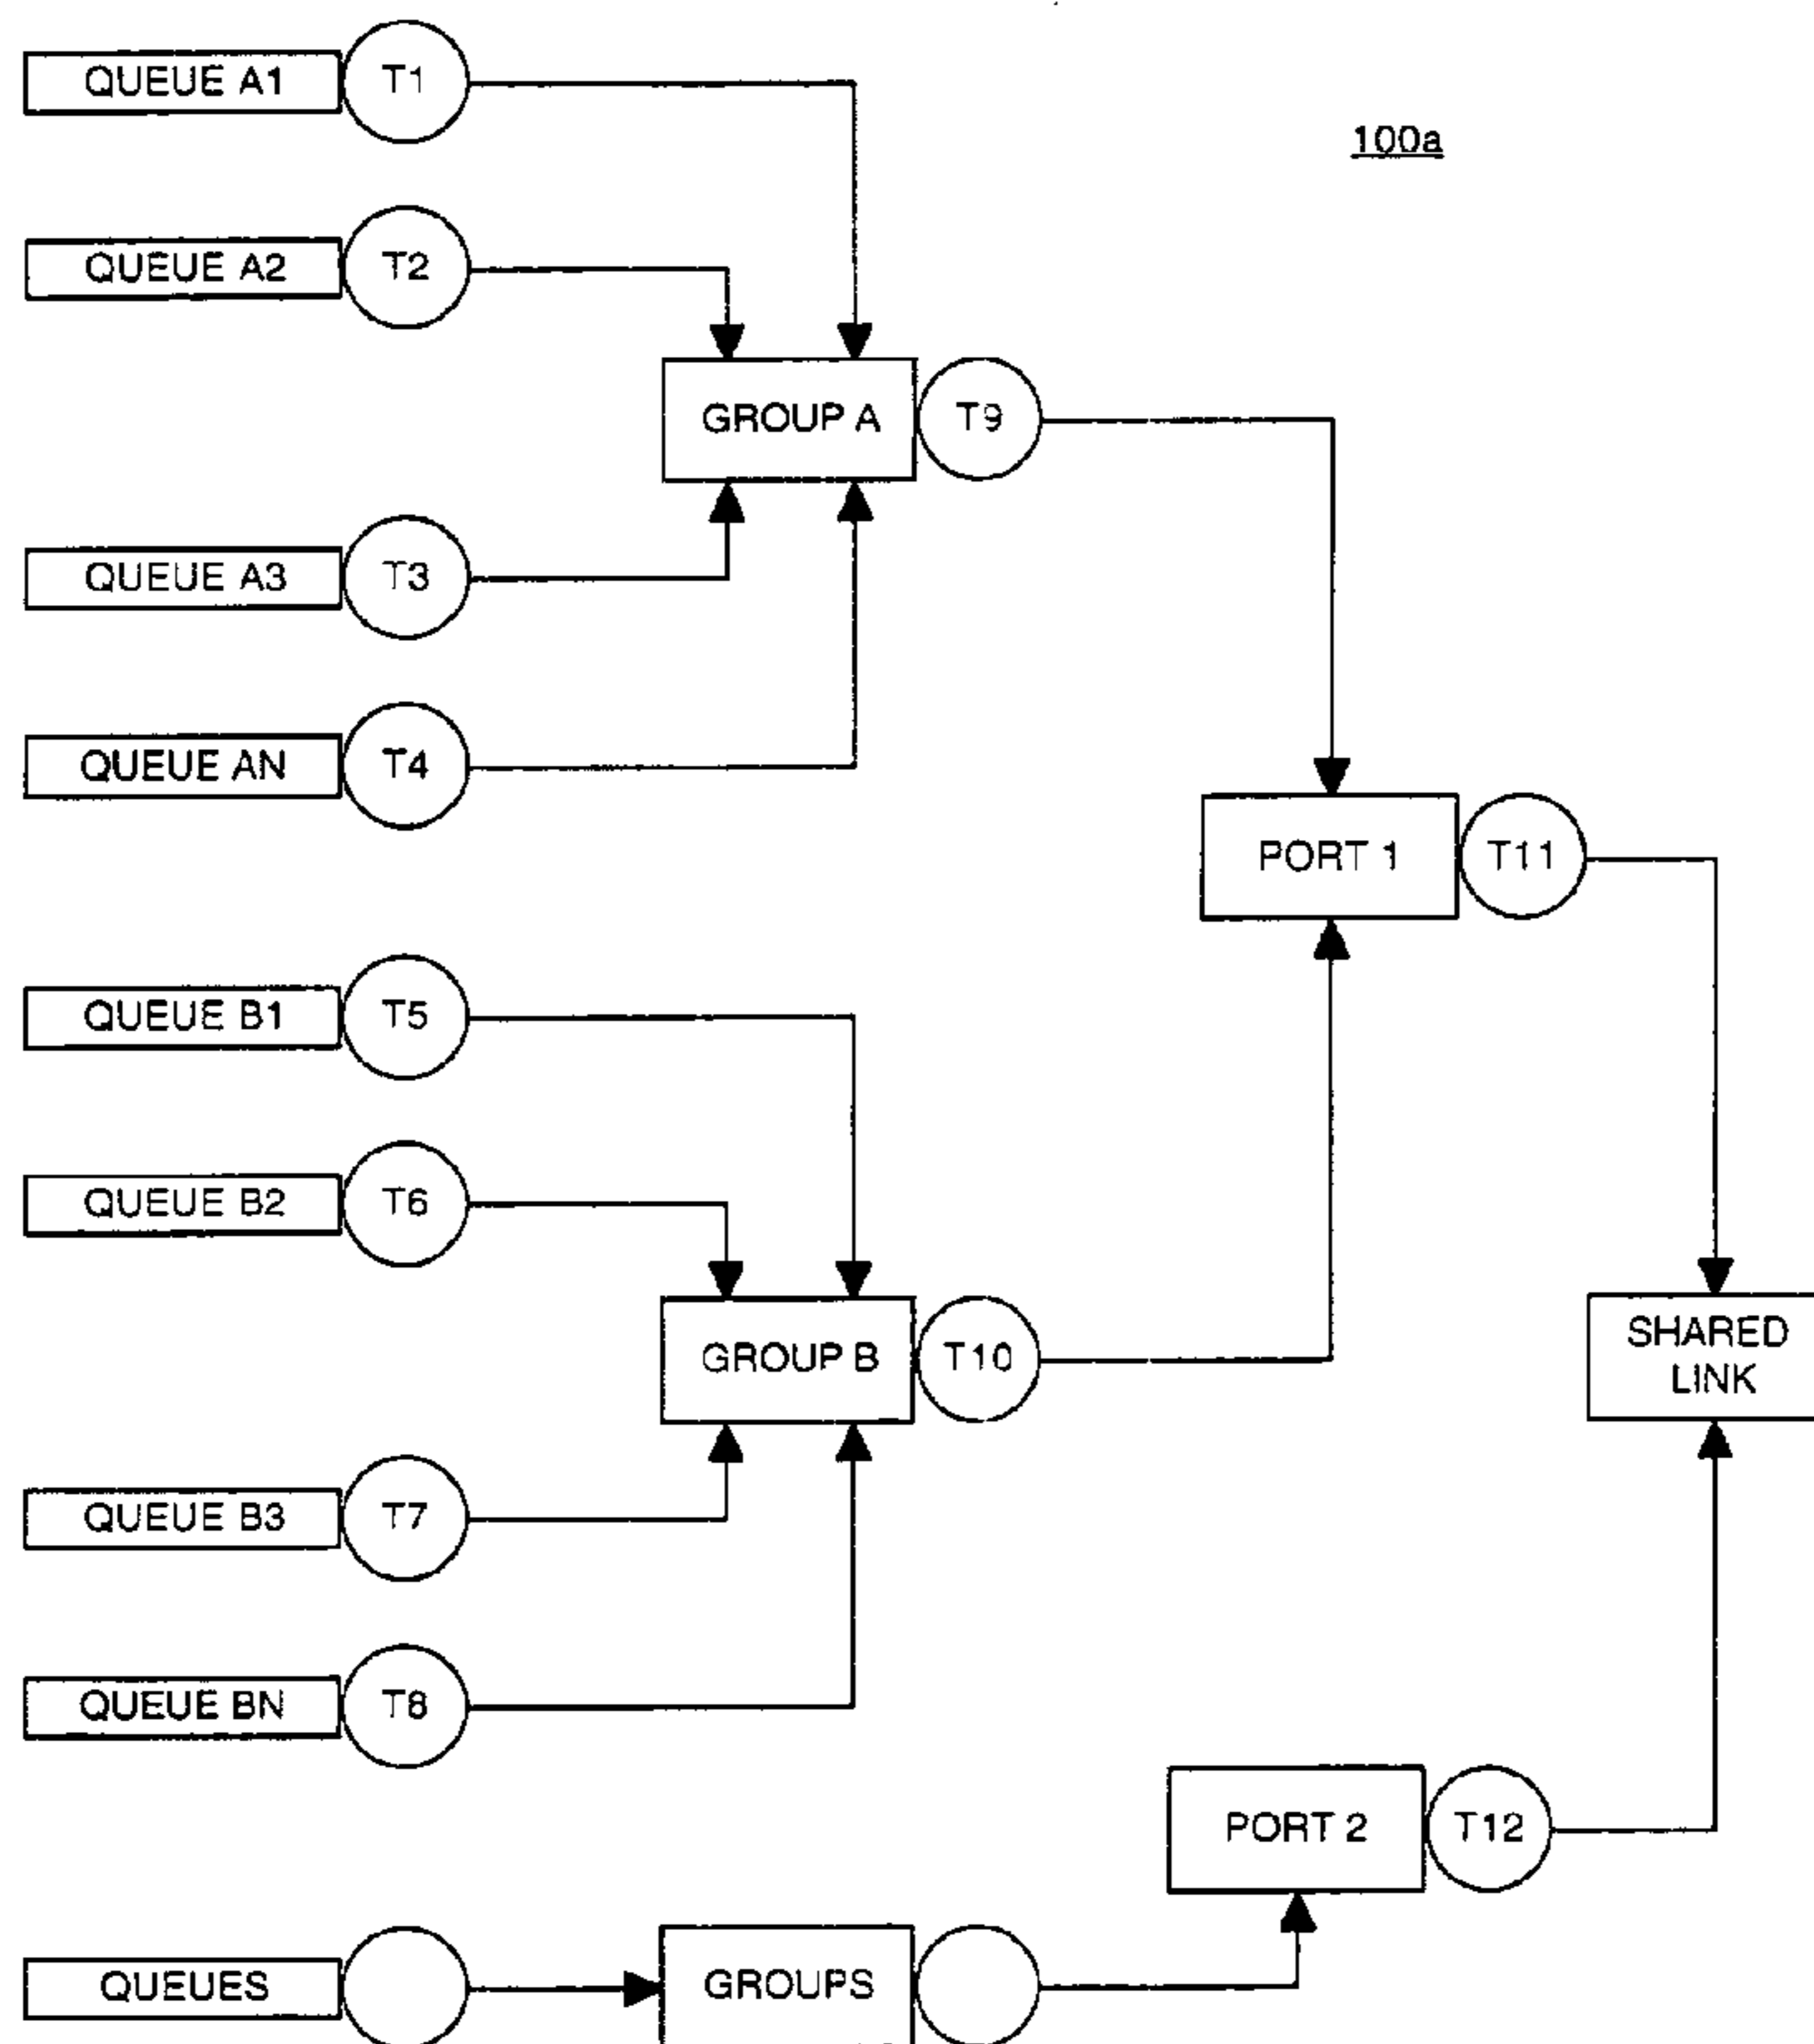 QUEUE A1 T1
100a
QUEUE A2 T2
GROUP A T9
QUEUE A3 T3
QUEUE AN T4
PORT 1 T11
QUEUE B1 T5
QUEUE B2 T6
SHARED
LINK
GROUP B T10
QUEUE B3 T7
QUEUE BN T8
PORT 2 T12
QUEUES
GROUPS